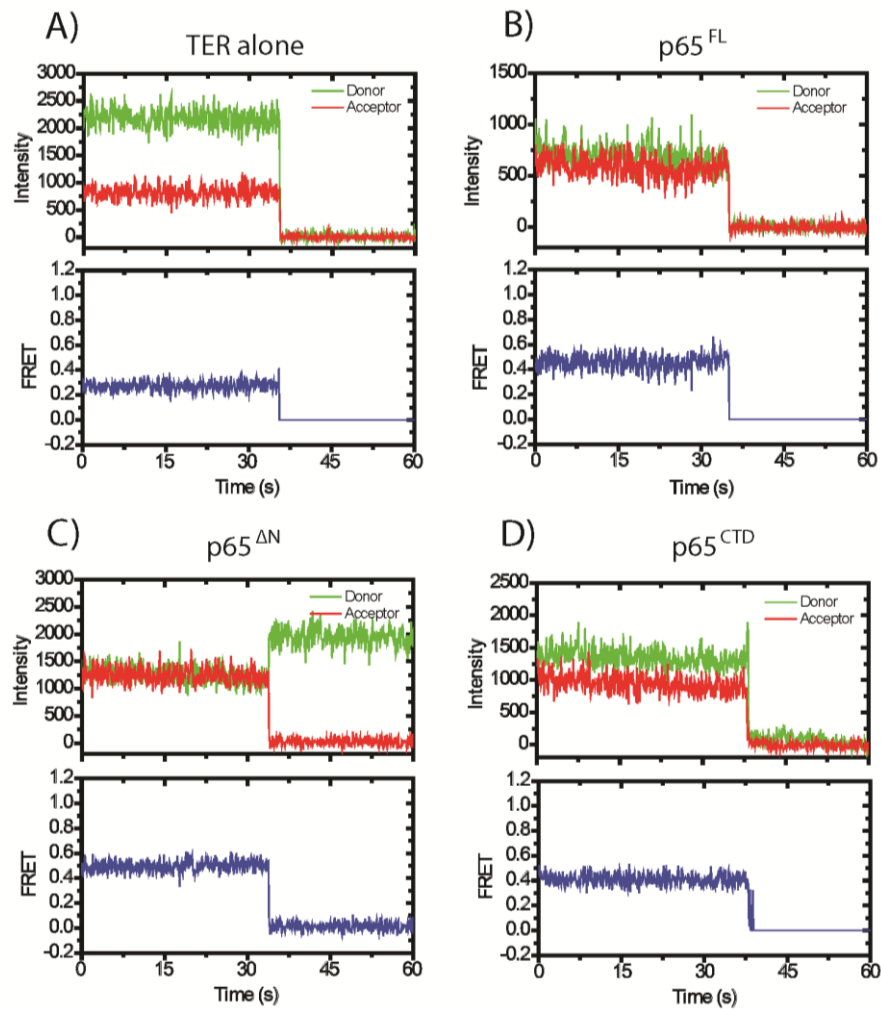 A)
TER alone
3000
2500
2000
1500
1000
500
0
Intensity
Donor
Acceptor
1.2
1.0
0.8
0.6
0.4
0.2
0.0
-0.2
FRET
0 15 30 45 60
Time (s)
B)
p65 FL
1500
1000
500
0
Intensity
Donor
Acceptor
1.2
1.0
0.8
0.6
0.4
0.2
0.0
-0.2
FRET
0 15 30 45 60
Time (s)
C)
p65 ΔN
3000
2500
2000
1500
1000
500
0
Intensity
Donor
Acceptor
1.2
1.0
0.8
0.6
0.4
0.2
0.0
-0.2
FRET
0 15 30 45 60
Time (s)
D)
p65 CTD
2500
2000
1500
1000
500
0
Intensity
Donor
Acceptor
1.2
1.0
0.8
0.6
0.4
0.2
0.0
-0.2
FRET
0 15 30 45 60
Time (s)